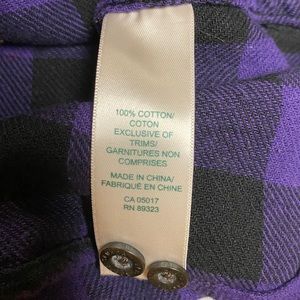 100% COTTON/
COTON
EXCLUSIVE OF
TRIMS/
GARNITURES NON
COMPRISES
MADE IN CHINA/
FABRIQUÉ EN CHINE
CA 05017
RN 89323